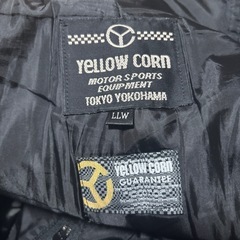 YeLLOW CORn
MOTOR SPORTS
EQUIPMENT
TOKYO YOKOHAMA
LLW
YELLOW CORn
GUARANTEE